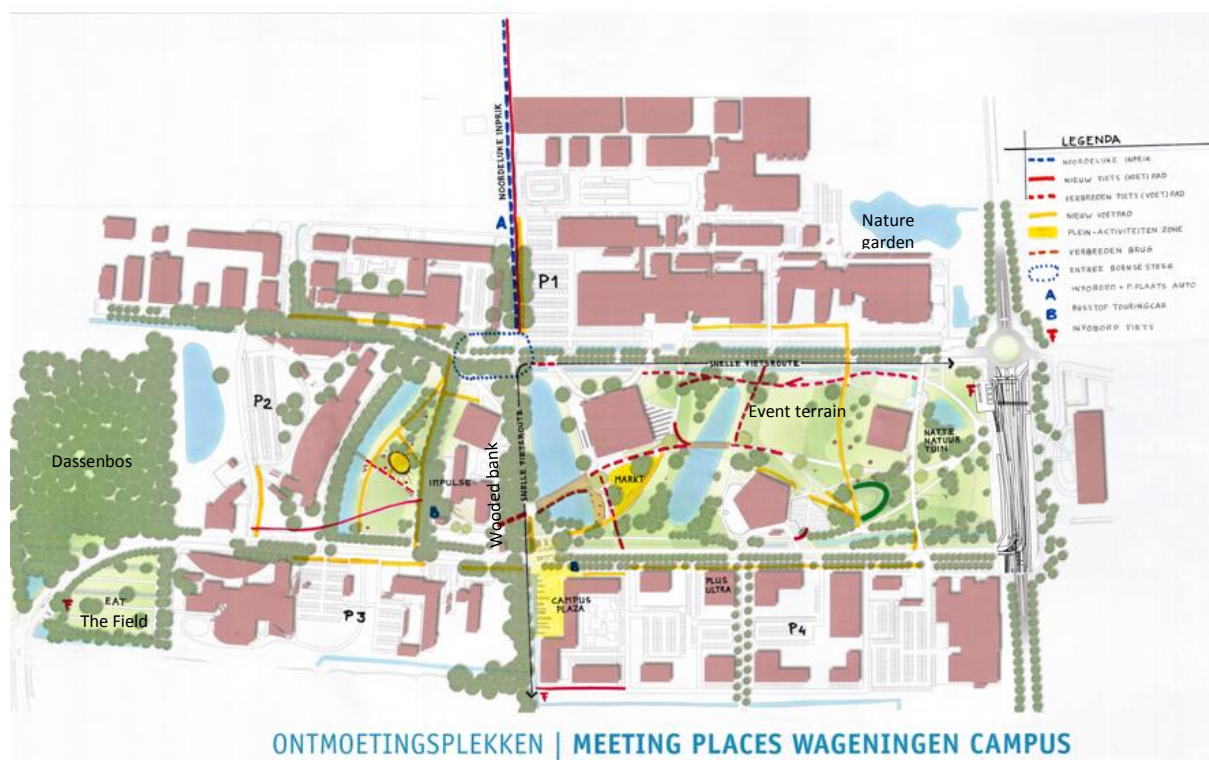 NOORDELIJKE INPRIK
A
P1
Nature
garden
LEGENDA
NOORDELIJKE INPRIK
NIEUW FIETS (VOET) PAD
VERBREDEN FIETS (VOET) PAD
NIEUW VOETPAD
PLEIN-ACTIVITEITEN ZONE
VERBREDEN BRUG
ENTREE BORNSE STEEG
A INFOBORD + P.PLAATS AUTO
B BUSSTOP TOURINGCAR
F INFOBORD FIETS
SNELLE FIETSROUTE
P2
Event terrain
F
NATTE
NATUUR
TUIN
Dassenbos
IMPULSE
B
Wooded bank
SNELLE FIETSROUTE
MARKT
B
EAT
F
The Field
P3
CAMPUS
PLAZA
PLUS
ULTRA
P4
F
ONTMOETINGSPLEKKEN | MEETING PLACES WAGENINGEN CAMPUS